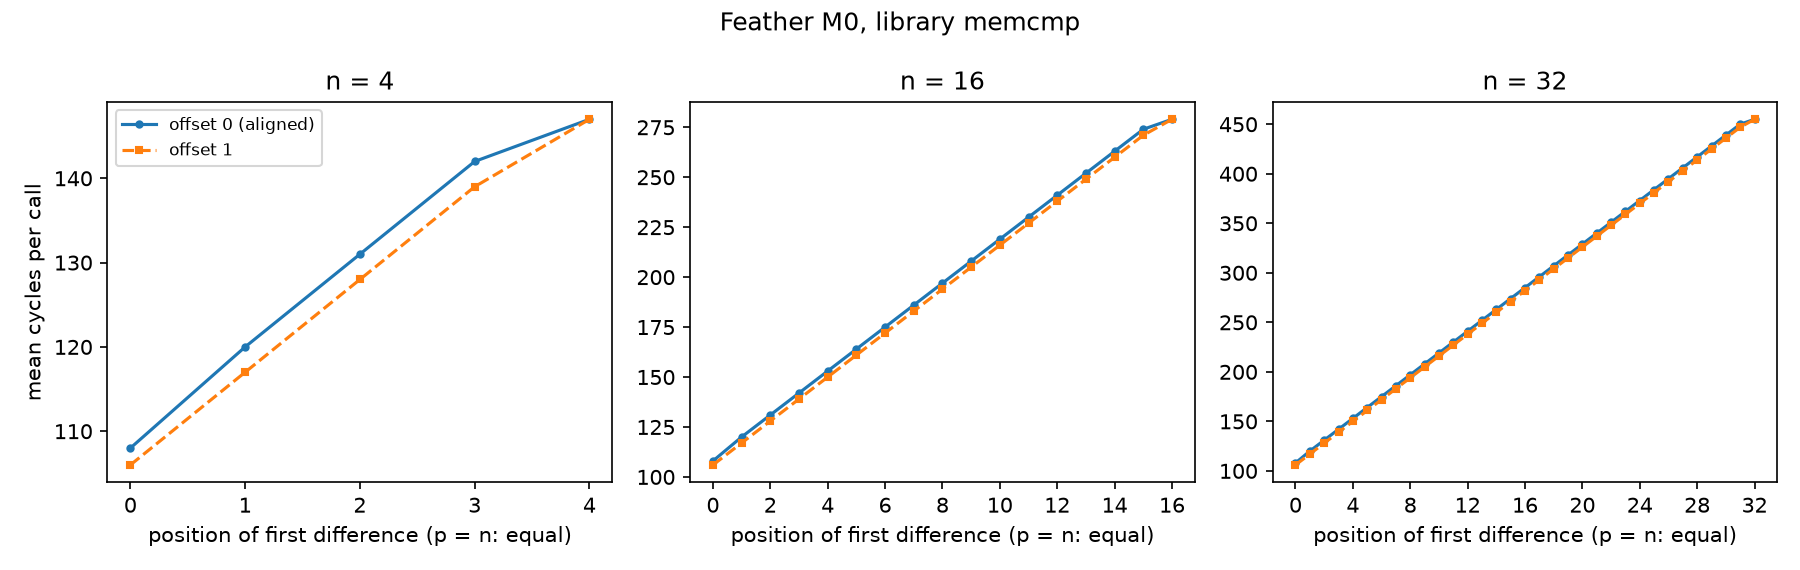 Feather M0, library memcmp
n = 4
offset 0 (aligned)
offset 1
140
130
120
110
mean cycles per call
0 1 2 3 4
position of first difference (p = n: equal)
n = 16
275
250
225
200
175
150
125
100
0 2 4 6 8 10 12 14 16
position of first difference (p = n: equal)
n = 32
450
400
350
300
250
200
150
100
0 4 8 12 16 20 24 28 32
position of first difference (p = n: equal)